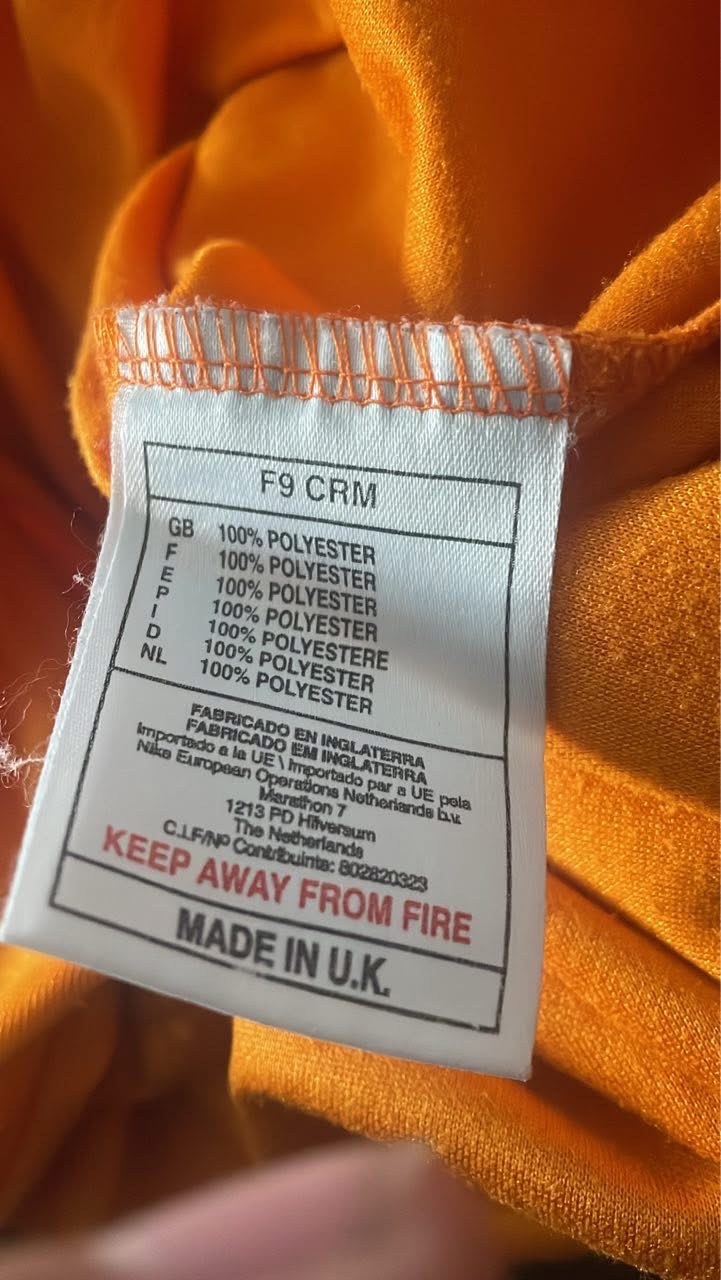 F9 CRM
GB 100% POLYESTER
F 100% POLYESTER
E 100% POLYESTER
P 100% POLYESTER
I 100% POLYESTERE
D 100% POLYESTER
NL 100% POLYESTER
FABRICADO EN INGLATERRA
FABRICADO EM INGLATERRA
Importado a la UE \ Importado par a UE pela
Nike European Operations Netherlands b.v.
Marathon 7
1213 PD Hilversum
The Netherlands
C.I.F/Nº Contribuinte: 802820323
KEEP AWAY FROM FIRE
MADE IN U.K.